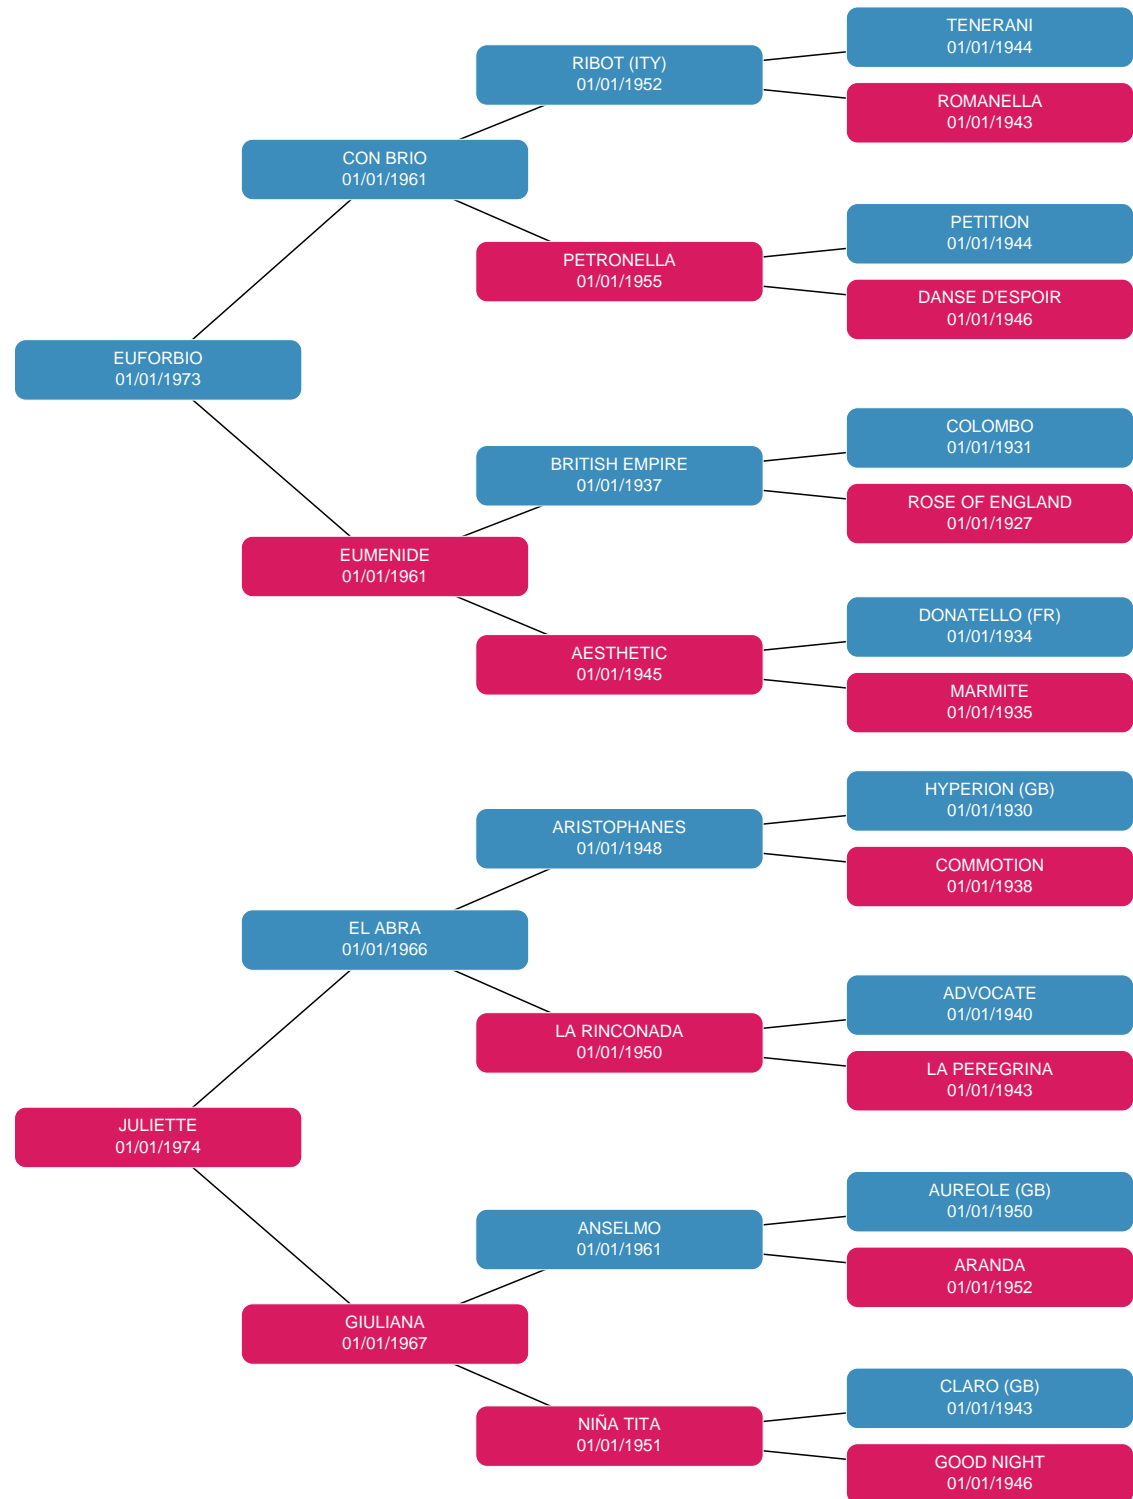 TENERANI
01/01/1944
RIBOT (ITY)
01/01/1952
ROMANELLA
01/01/1943
CON BRIO
01/01/1961
PETITION
01/01/1944
PETRONELLA
01/01/1955
DANSE D'ESPOIR
01/01/1946
EUFORBIO
01/01/1973
COLOMBO
01/01/1931
BRITISH EMPIRE
01/01/1937
ROSE OF ENGLAND
01/01/1927
EUMENIDE
01/01/1961
DONATELLO (FR)
01/01/1934
AESTHETIC
01/01/1945
MARMITE
01/01/1935
HYPERION (GB)
01/01/1930
ARISTOPHANES
01/01/1948
COMMOTION
01/01/1938
EL ABRA
01/01/1966
ADVOCATE
01/01/1940
LA RINCONADA
01/01/1950
LA PEREGRINA
01/01/1943
JULIETTE
01/01/1974
AUREOLE (GB)
01/01/1950
ANSELMO
01/01/1961
ARANDA
01/01/1952
GIULIANA
01/01/1967
CLARO (GB)
01/01/1943
NIÑA TITA
01/01/1951
GOOD NIGHT
01/01/1946